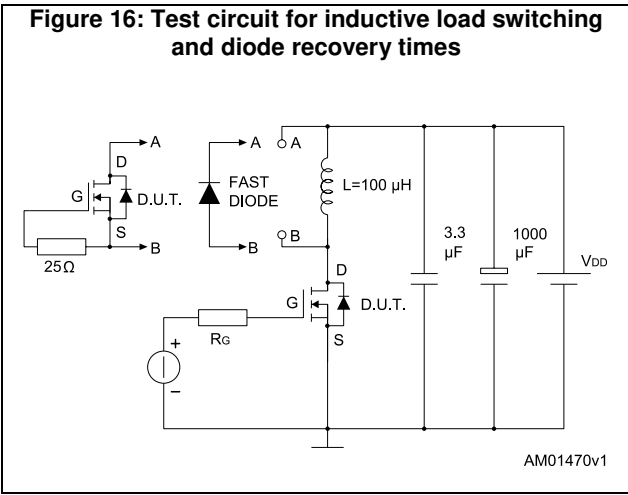 Figure 16: Test circuit for inductive load switching
and diode recovery times
A
D
G
D.U.T.
S
B
25Ω
A
FAST
DIODE
B
A
B
L=100 µH
D
G
D.U.T.
S
RG
+
−
3.3
µF
1000
µF
VDD
AM01470v1